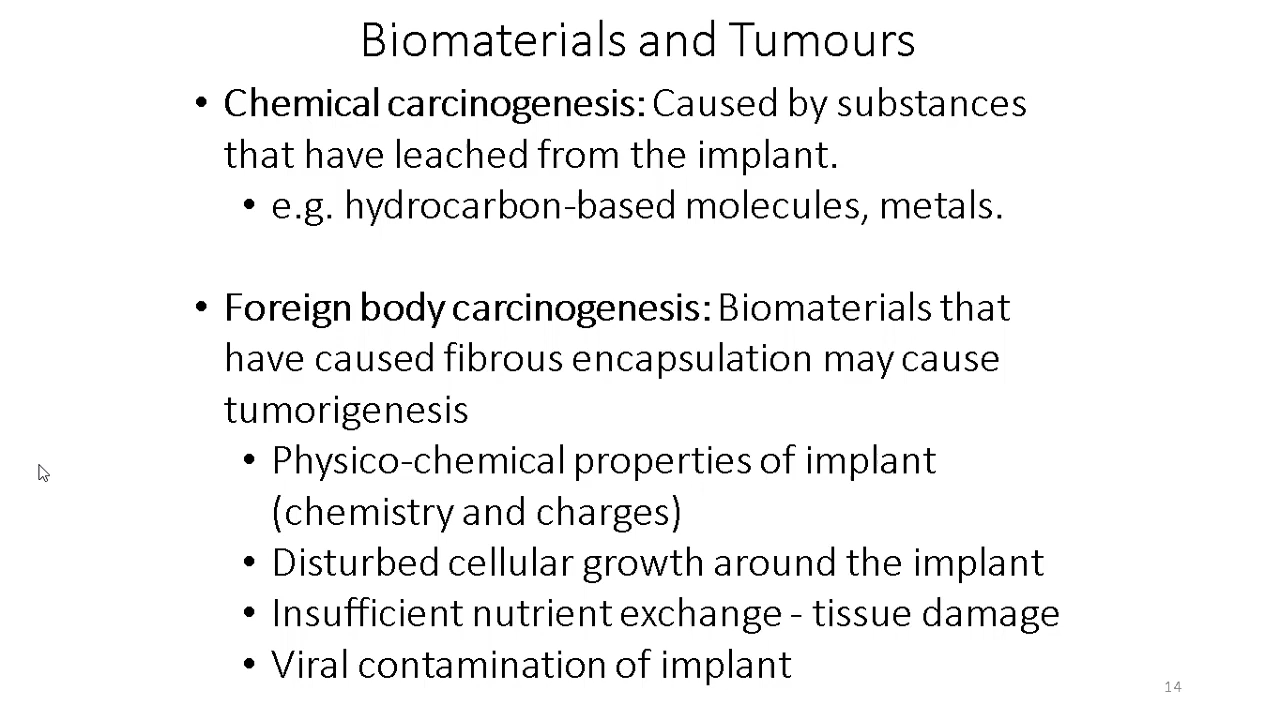 Biomaterials and Tumours
• Chemical carcinogenesis: Caused by substances
that have leached from the implant.
• e.g. hydrocarbon-based molecules, metals.
• Foreign body carcinogenesis: Biomaterials that
have caused fibrous encapsulation may cause
tumorigenesis
• Physico-chemical properties of implant
(chemistry and charges)
• Disturbed cellular growth around the implant
• Insufficient nutrient exchange - tissue damage
• Viral contamination of implant
14